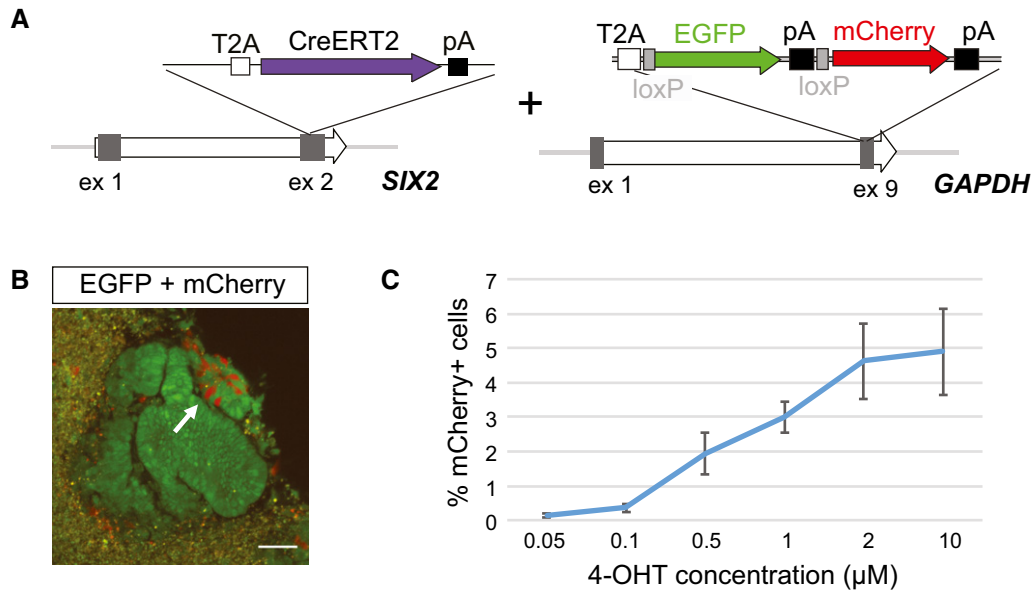 A
T2A CreERT2 pA
ex 1 ex 2 SIX2
+
T2A EGFP pA mCherry pA
loxP loxP
ex 1 ex 9 GAPDH
B
EGFP + mCherry
C
% mCherry+ cells
7
6
5
4
3
2
1
0
0.05 0.1 0.5 1 2 10
4-OHT concentration (µM)